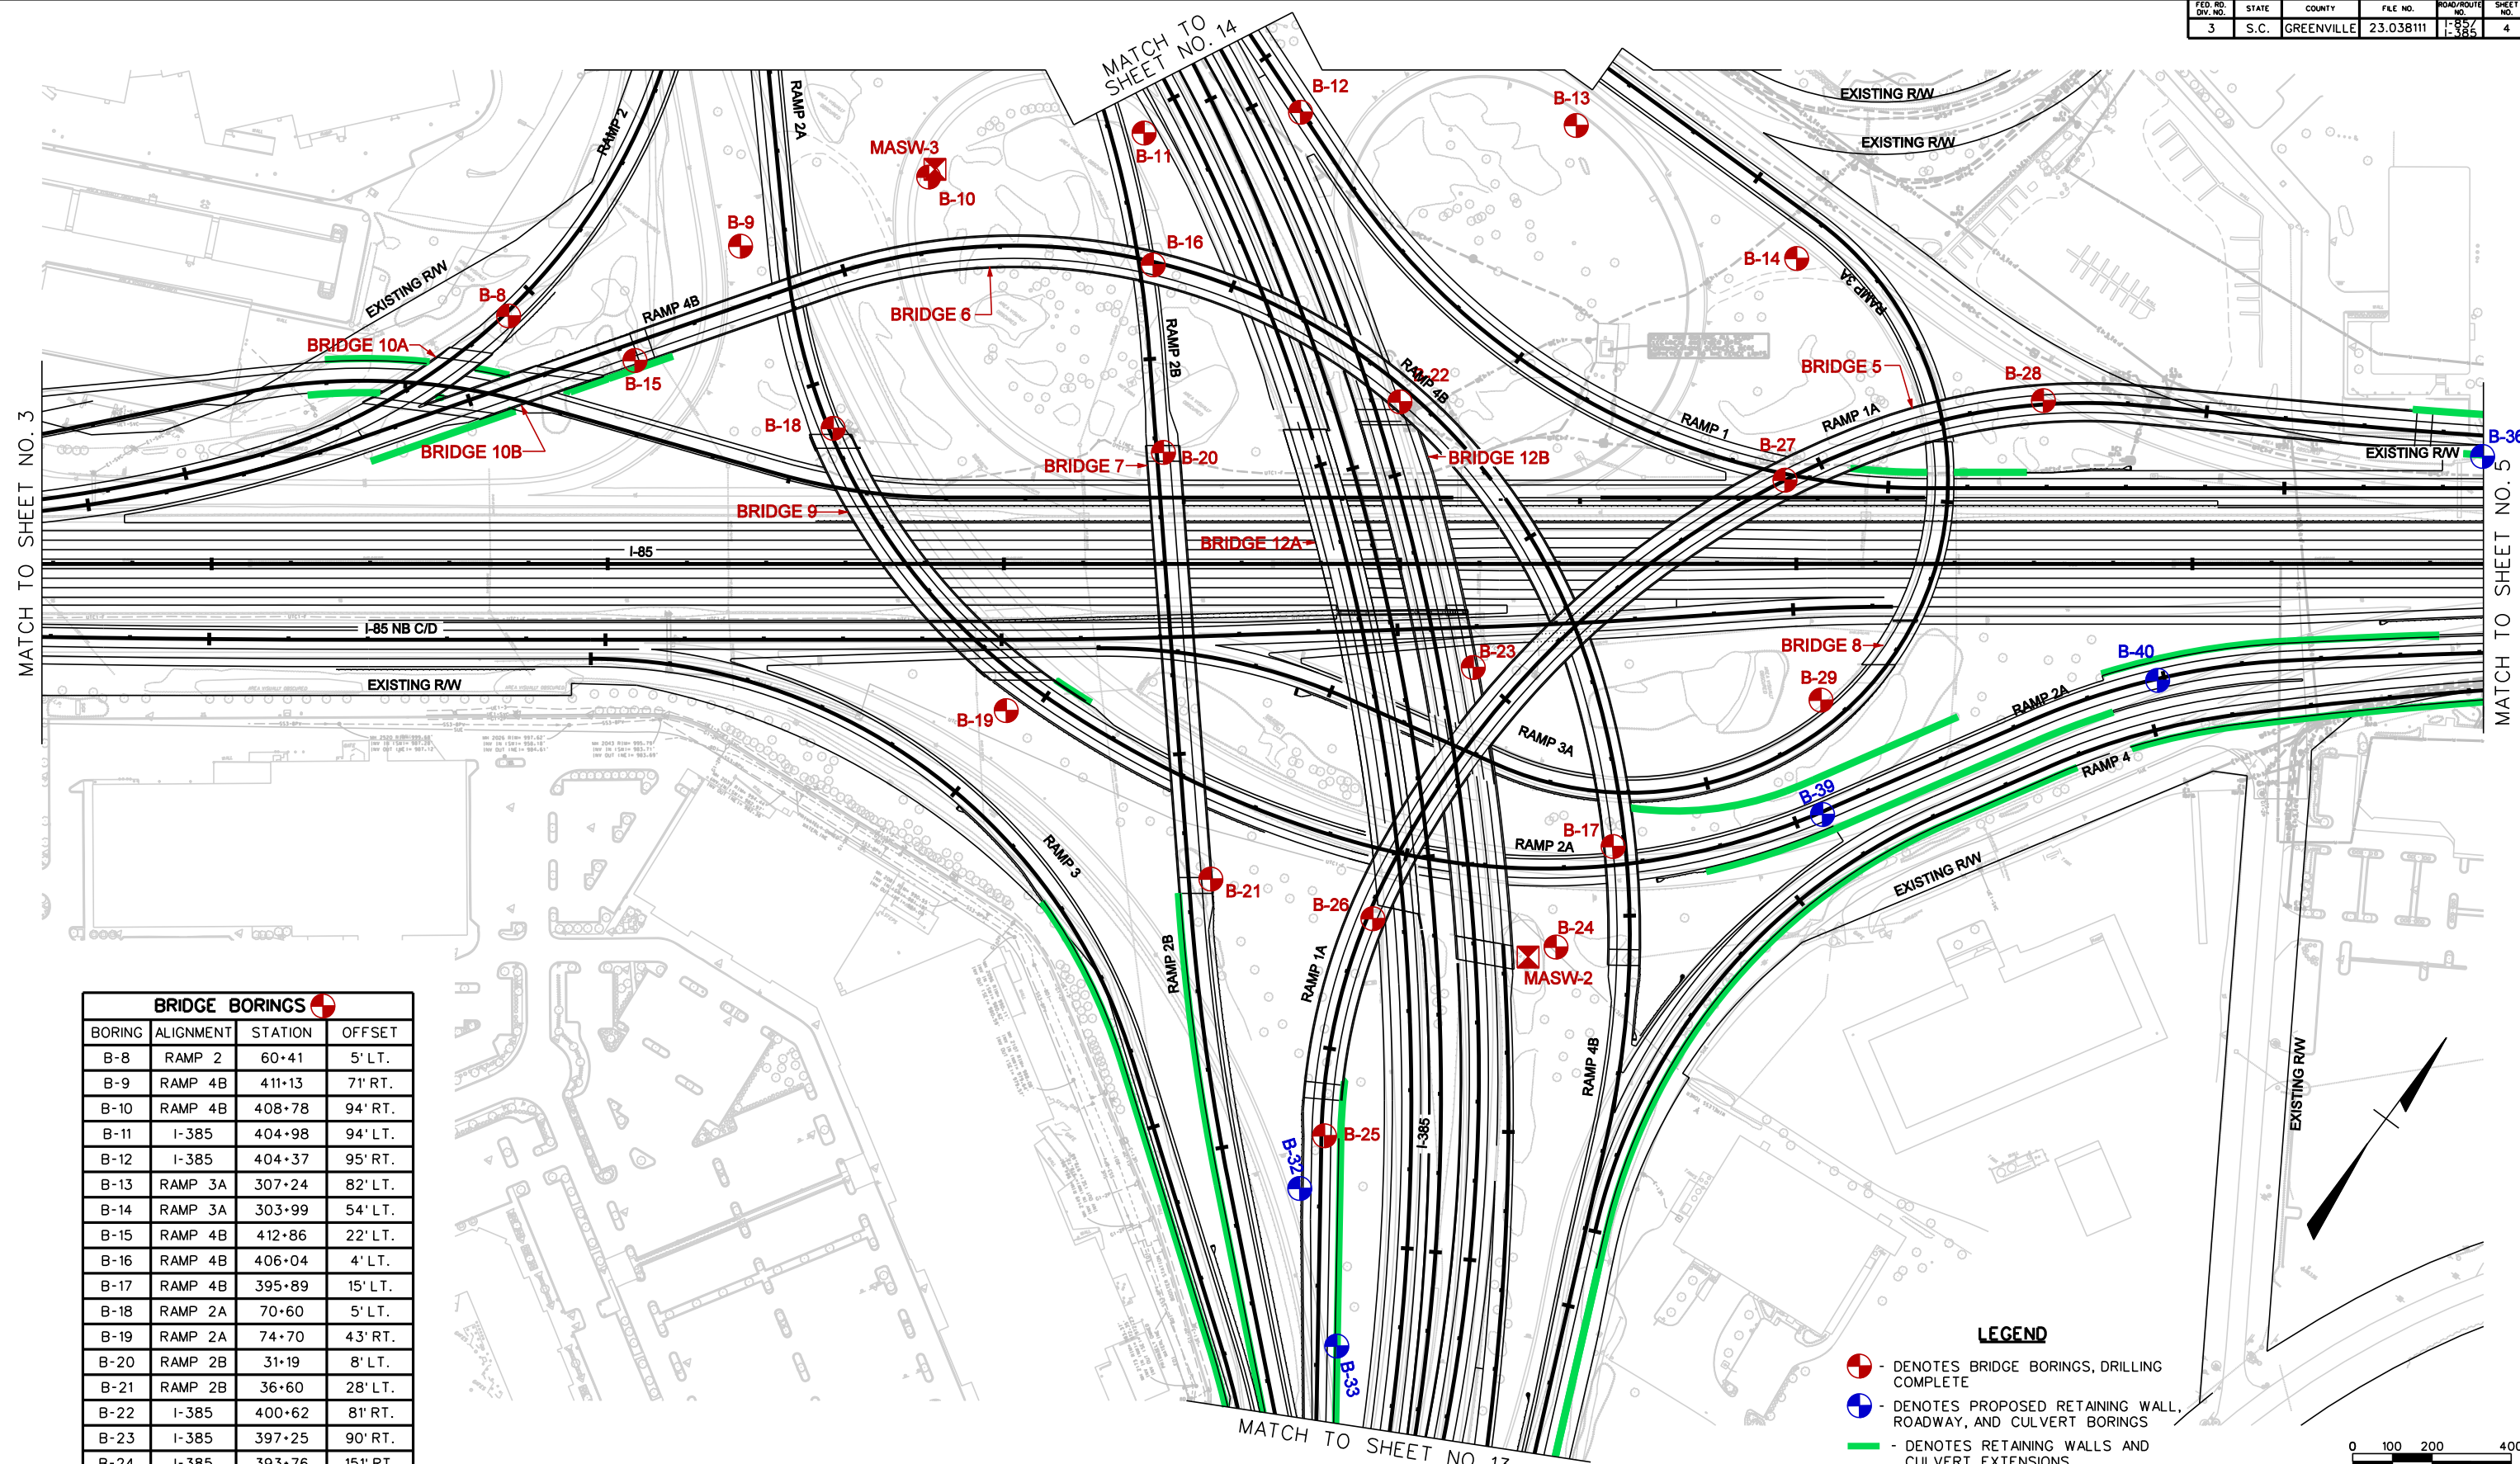 FED. RD. DIV. NO. STATE COUNTY FILE NO. ROAD/ROUTE NO. SHEET NO.
3 S.C. GREENVILLE 23.038111 I-85/ I-385 4
MATCH TO
SHEET NO. 14
B-12
B-13
EXISTING R/W
EXISTING R/W
RAMP 2
RAMP 2A
MASW-3
B-11
B-10
B-9
B-16
B-14
RAMP 3A
EXISTING R/W
B-8
RAMP 4B
BRIDGE 6
BRIDGE 10A
RAMP 2B
B-15
B-22
RAMP 4B
BRIDGE 5
B-28
RAMP 1
RAMP 1A
B-18
B-27
B-36
BRIDGE 10B
BRIDGE 7
B-20
BRIDGE 12B
EXISTING R/W
MATCH TO SHEET NO. 3
MATCH TO SHEET NO. 5
BRIDGE 9
BRIDGE 12A
I-85
I-85 NB C/D
BRIDGE 8
B-40
B-23
EXISTING R/W
B-29
RAMP 2A
B-19
RAMP 3A
RAMP 4
B-39
B-17
RAMP 2A
RAMP 3
EXISTING R/W
B-21
B-26
B-24
RAMP 2B
RAMP 1A
MASW-2
RAMP 4B
EXISTING R/W
B-25
I-385
B-32
B-33
MATCH TO SHEET NO. 13
BRIDGE BORINGS
BORING ALIGNMENT STATION OFFSET
B-8 RAMP 2 60+41 5' LT.
B-9 RAMP 4B 411+13 71' RT.
B-10 RAMP 4B 408+78 94' RT.
B-11 I-385 404+98 94' LT.
B-12 I-385 404+37 95' RT.
B-13 RAMP 3A 307+24 82' LT.
B-14 RAMP 3A 303+99 54' LT.
B-15 RAMP 4B 412+86 22' LT.
B-16 RAMP 4B 406+04 4' LT.
B-17 RAMP 4B 395+89 15' LT.
B-18 RAMP 2A 70+60 5' LT.
B-19 RAMP 2A 74+70 43' RT.
B-20 RAMP 2B 31+19 8' LT.
B-21 RAMP 2B 36+60 28' LT.
B-22 I-385 400+62 81' RT.
B-23 I-385 397+25 90' RT.
B-24 I-385 393+76 151' RT.
LEGEND
- DENOTES BRIDGE BORINGS, DRILLING
COMPLETE
- DENOTES PROPOSED RETAINING WALL,
ROADWAY, AND CULVERT BORINGS
- DENOTES RETAINING WALLS AND
CULVERT EXTENSIONS
0 100 200 400